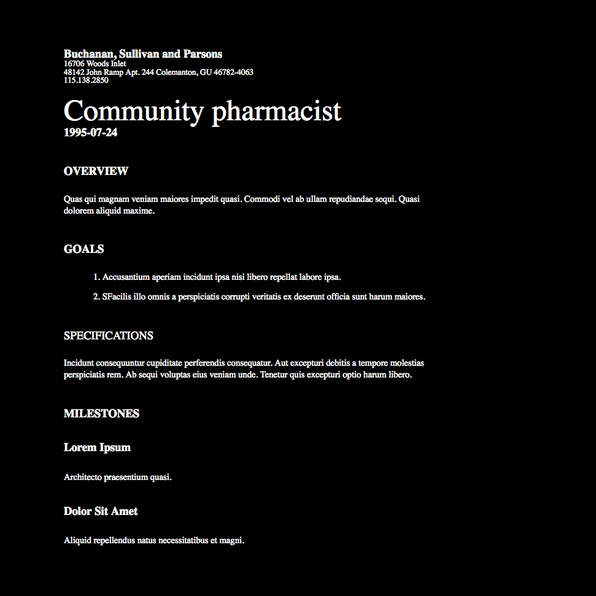 Buchanan, Sullivan and Parsons
16706 Woods Inlet
48142 John Ramp Apt. 244 Colemanton, GU 46782-4063
115.138.2850
Community pharmacist
1995-07-24
OVERVIEW
Quas qui magnam veniam maiores impedit quasi. Commodi vel ab ullam repudiandae sequi. Quasi
dolorem aliquid maxime.
GOALS
1. Accusantium aperiam incidunt ipsa nisi libero repellat labore ipsa.
2. SFacilis illo omnis a perspiciatis corrupti veritatis ex deserunt officia sunt harum maiores.
SPECIFICATIONS
Incidunt consequuntur cupiditate perferendis consequatur. Aut excepturi debitis a tempore molestias
perspiciatis rem. Ab sequi voluptas eius veniam unde. Tenetur quis excepturi optio harum libero.
MILESTONES
Lorem Ipsum
Architecto praesentium quasi.
Dolor Sit Amet
Aliquid repellendus natus necessitatibus et magni.